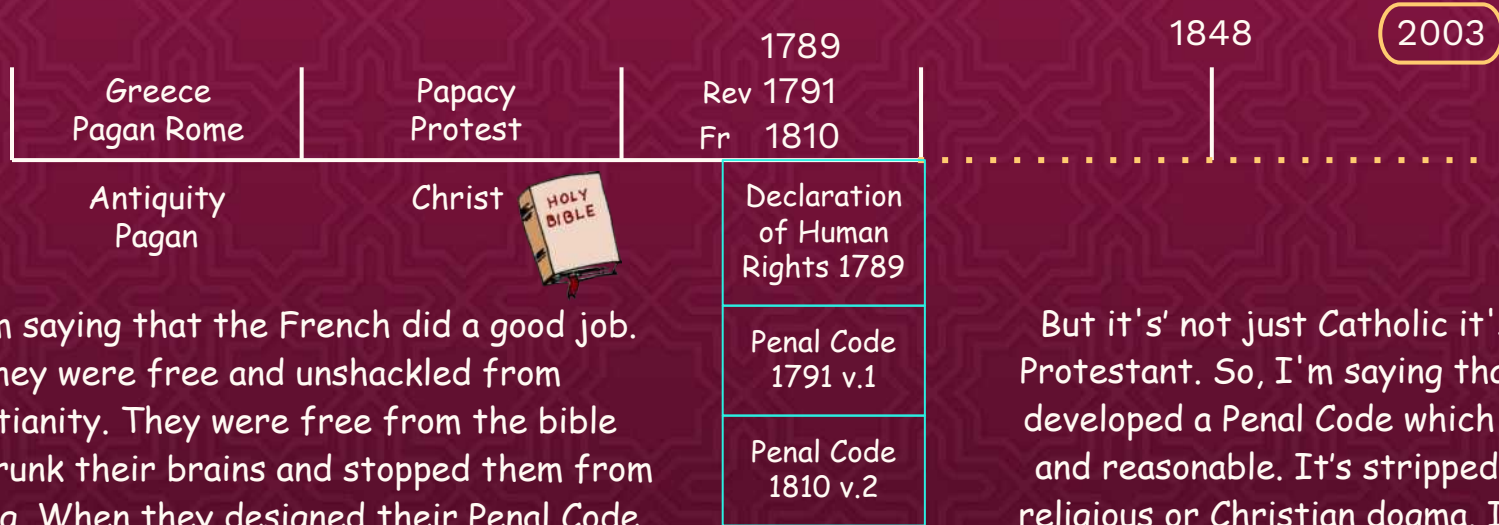 1848
2003
1789
Rev 1791
Fr 1810
Greece
Pagan Rome
Papacy
Protest
Antiquity
Pagan
Christ
HOLY
BIBLE
Declaration
of Human
Rights 1789
Penal Code
1791 v.1
Penal Code
1810 v.2
saying that the French did a good job.
were free and unshackled from
They were free from the bible
their brains and stopped them from
When they designed their Penal Code
But it's’ not just Catholic it'
Protestant. So, I'm saying
developed a Penal Code which
and reasonable. It’s stripped
religious or Christian dogma.